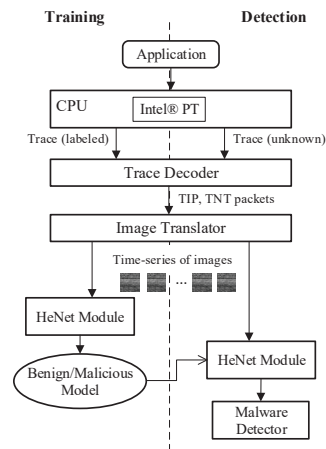 Training
Detection
Application
CPU
Intel® PT
Trace (labeled)
Trace (unknown)
Trace Decoder
TIP, TNT packets
Image Translator
Time-series of images
...
HeNet Module
Benign/Malicious
Model
HeNet Module
Malware
Detector